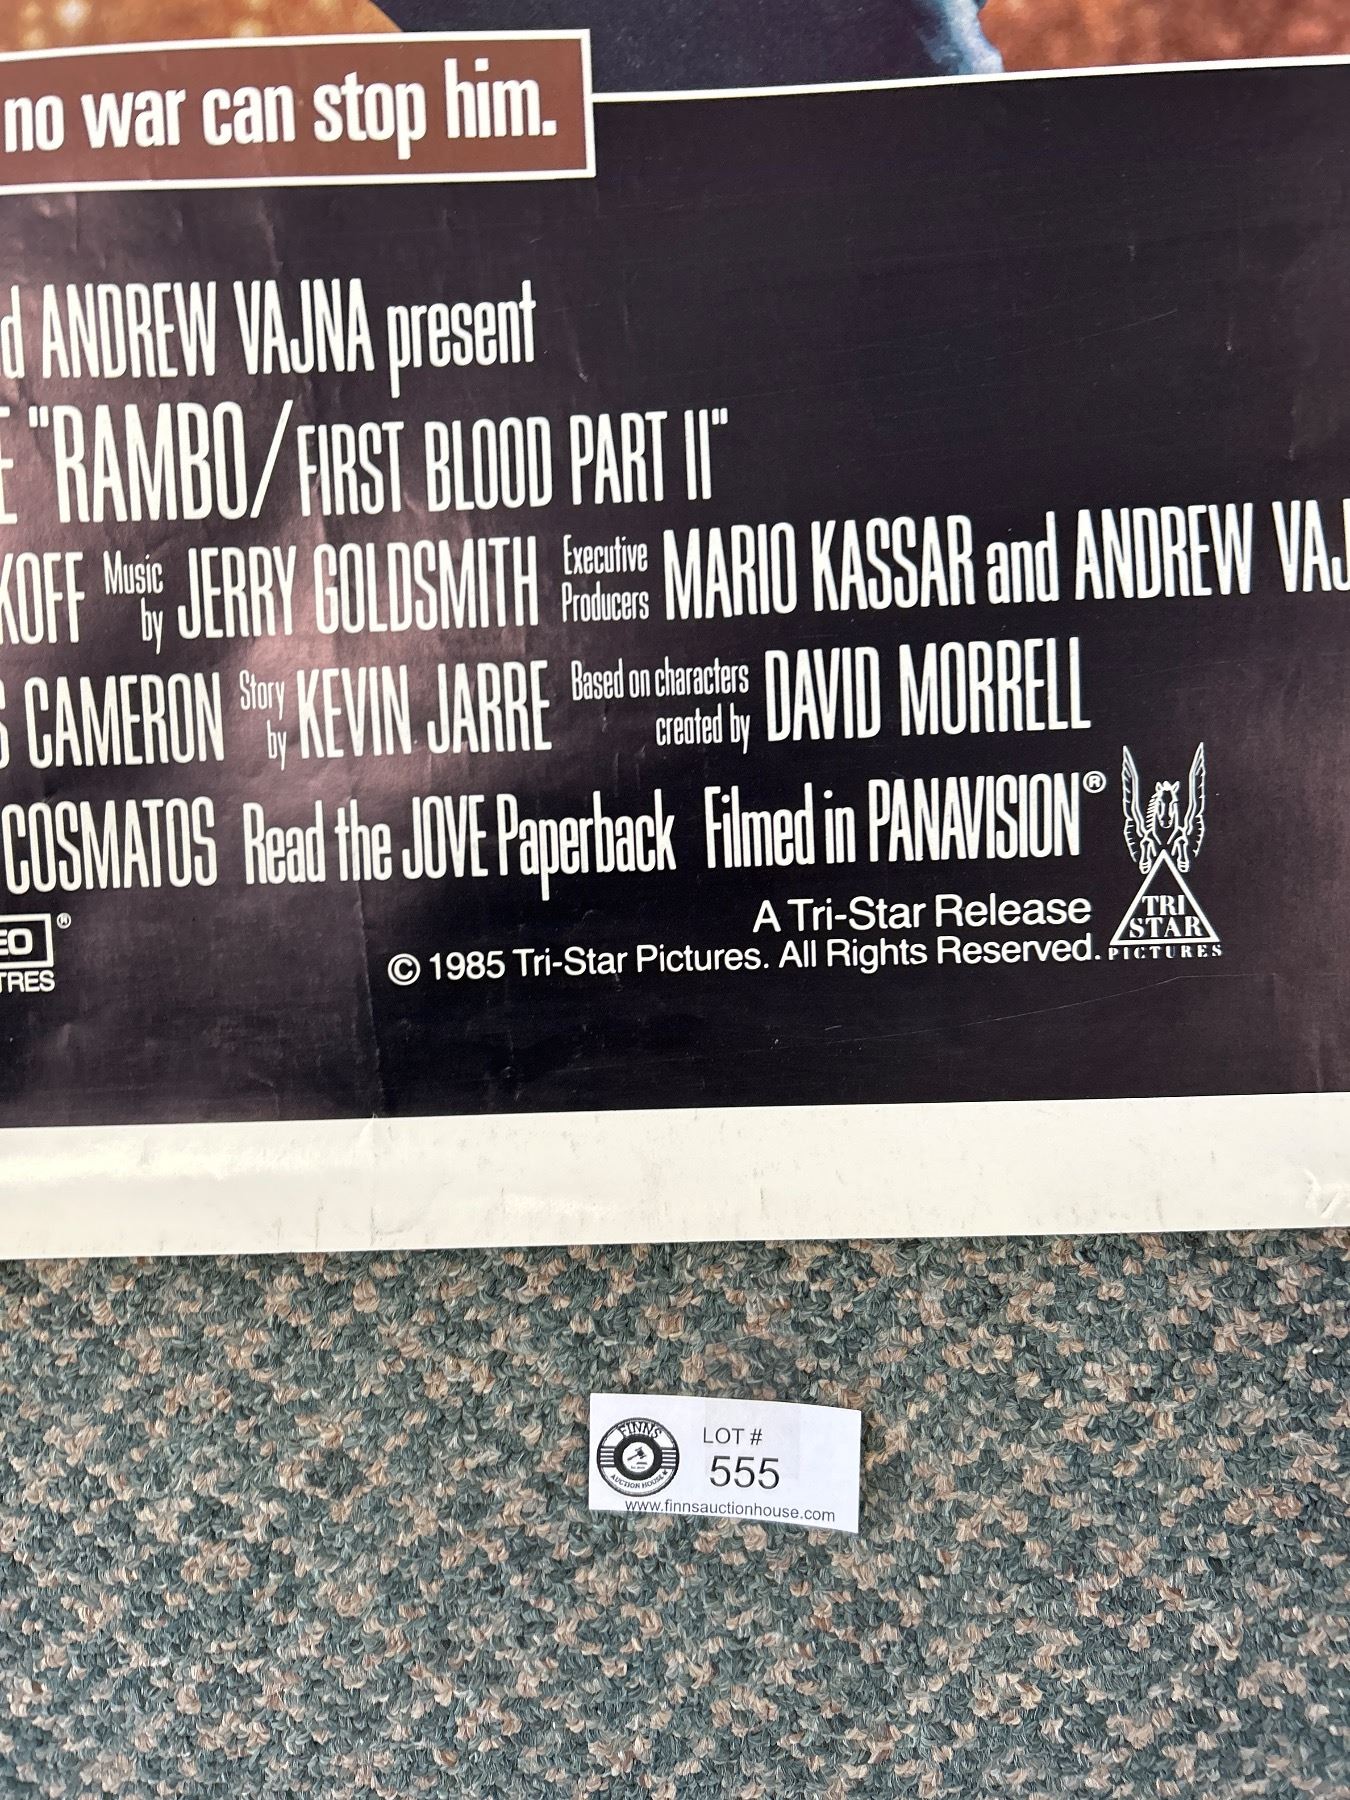 no war can stop him.
d ANDREW VAJNA present
E "RAMBO/FIRST BLOOD PART II"
KOFF Music by JERRY GOLDSMITH Executive Producers MARIO KASSAR and ANDREW VAJ
S CAMERON Story by KEVIN JARRE Based on characters created by DAVID MORRELL
COSMATOS Read the JOVE Paperback Filmed in PANAVISION®
EO ®
TRES
A Tri-Star Release
© 1985 Tri-Star Pictures. All Rights Reserved.
TRI
STAR
PICTURES
FINNS
AUCTION HOUSE
LOT #
555
www.finnsauctionhouse.com